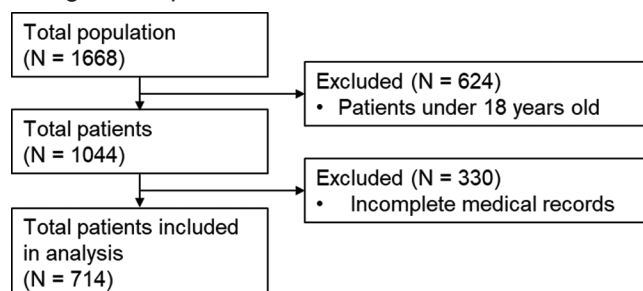 Total population
(N = 1668)
Excluded (N = 624)
• Patients under 18 years old
Total patients
(N = 1044)
Excluded (N = 330)
• Incomplete medical records
Total patients included
in analysis
(N = 714)